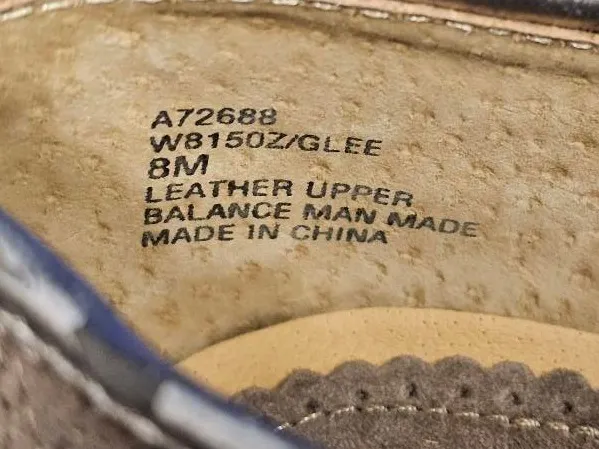 A72688
W8150Z/GLEE
8M
LEATHER UPPER
BALANCE MAN MADE
MADE IN CHINA